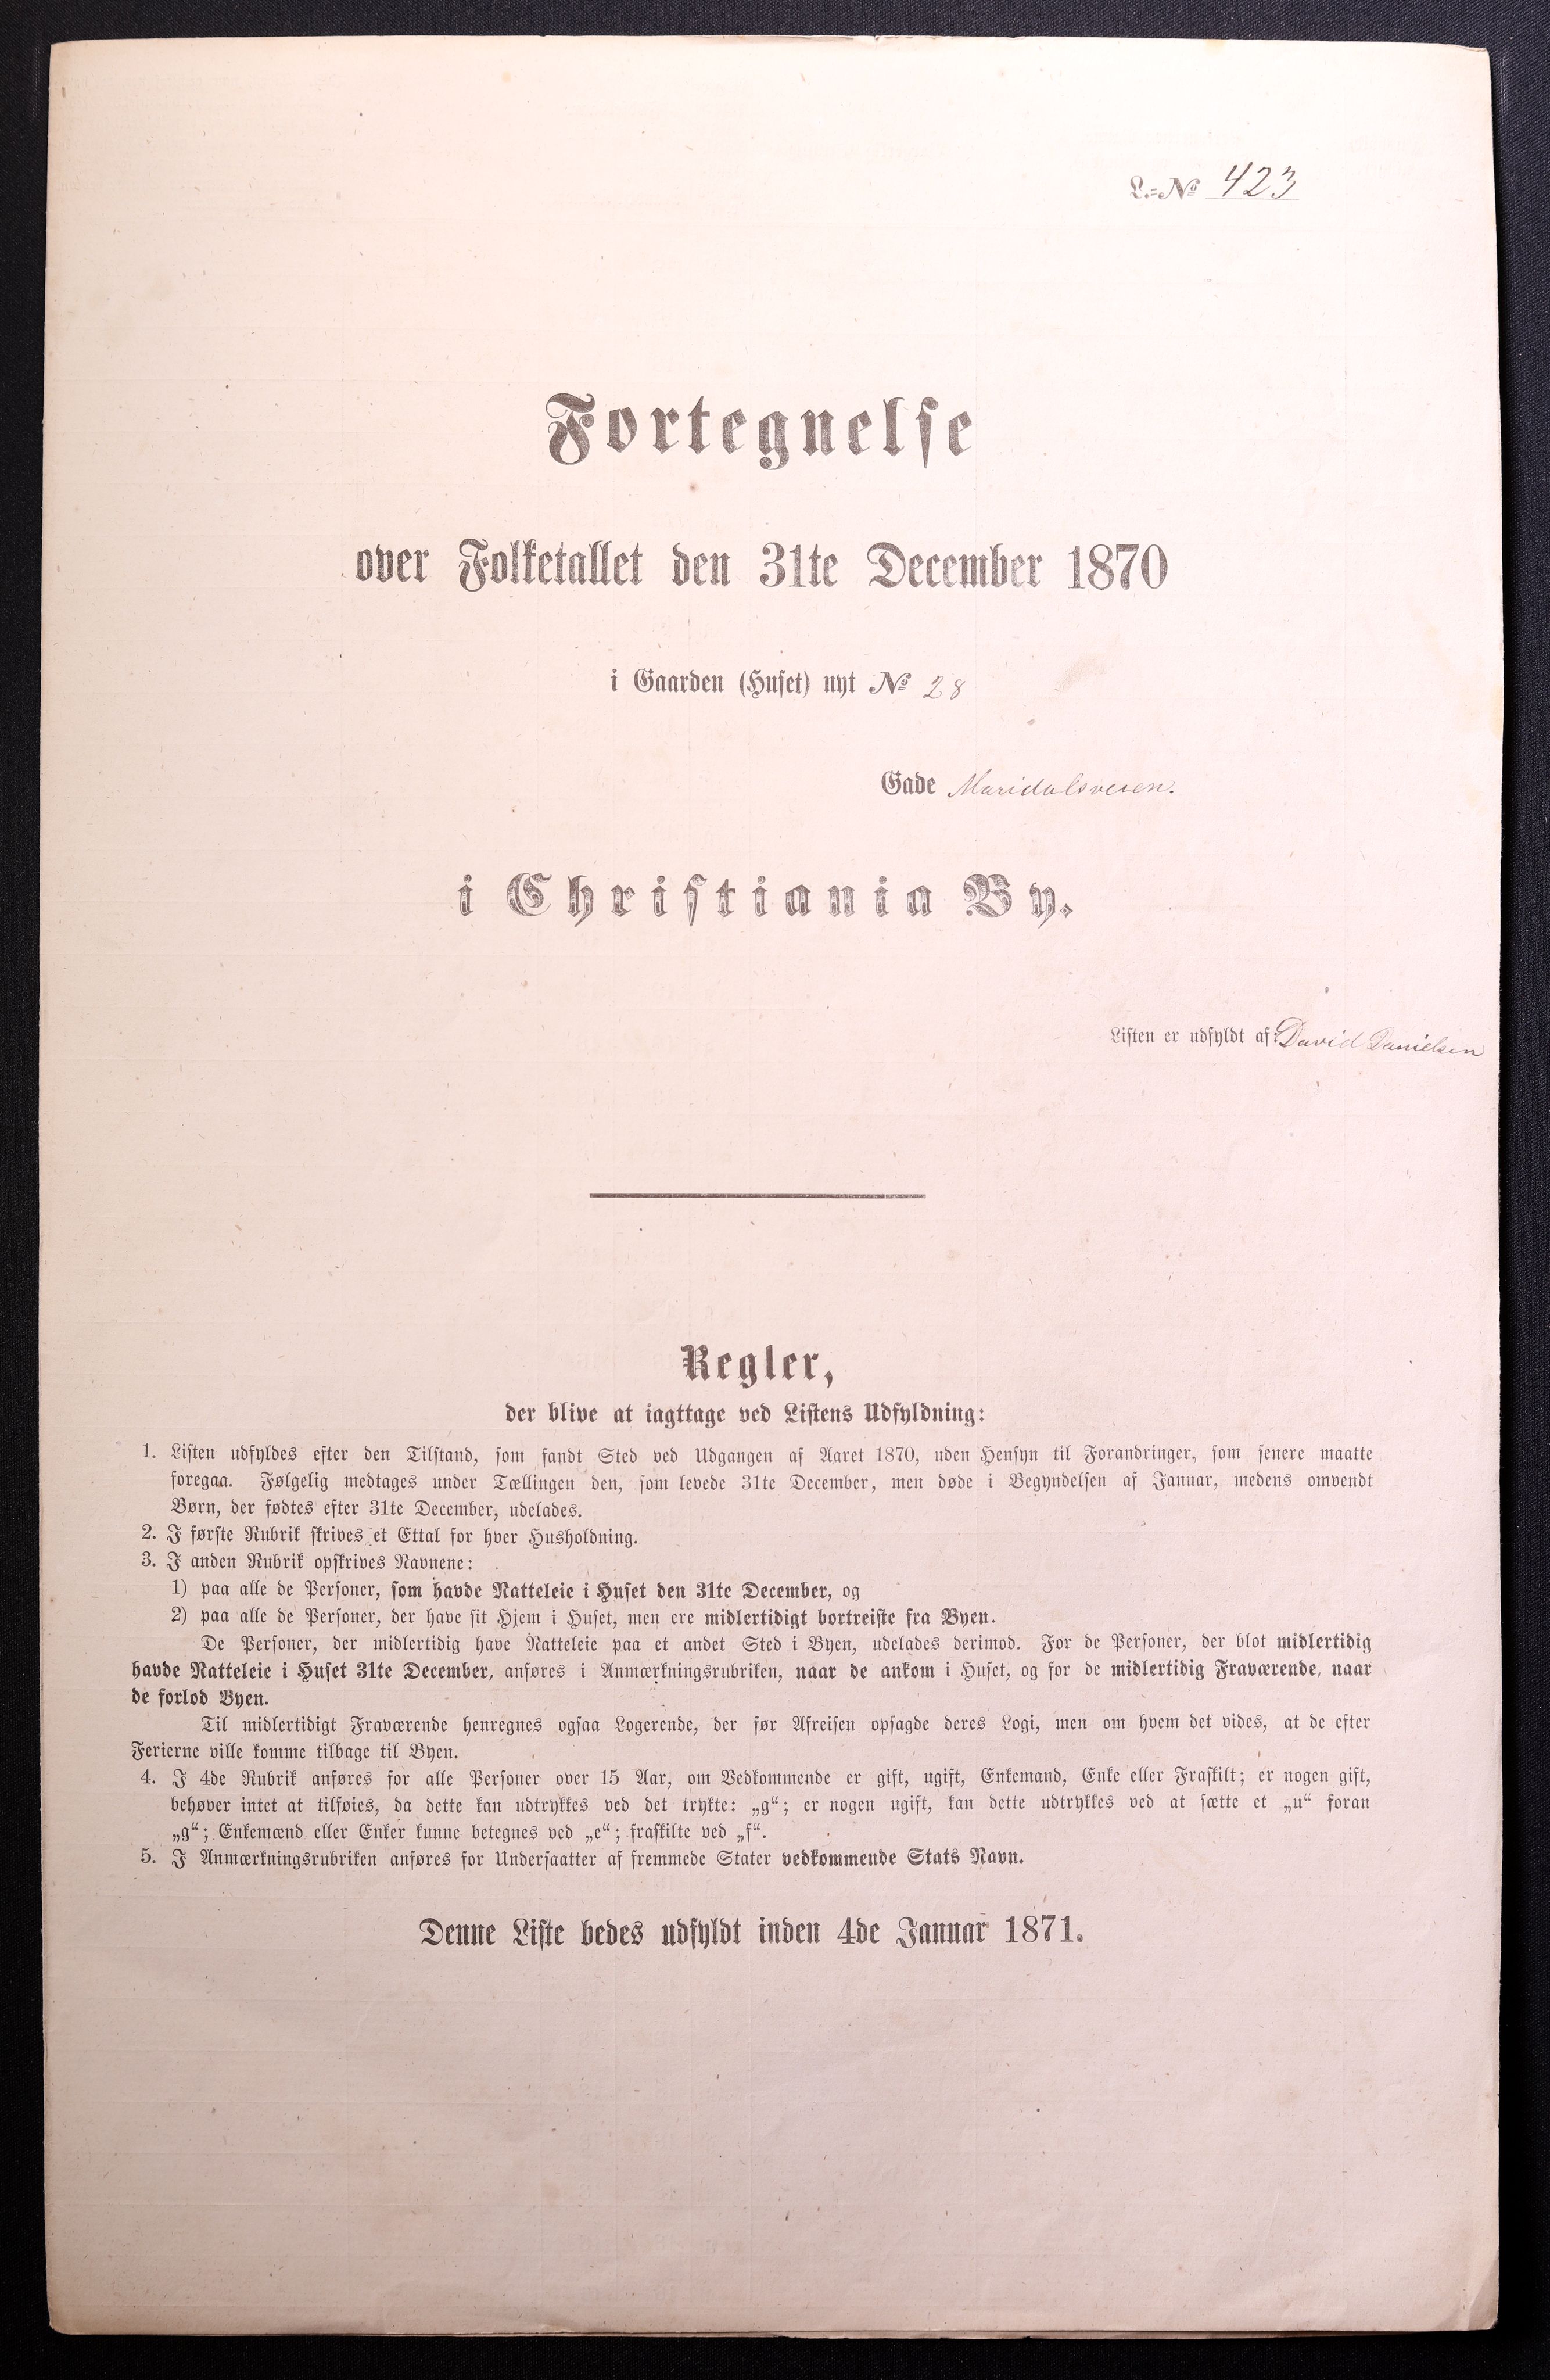 L.=№ 423
Fortegnelse
over Folketallet den 31te December 1870
i Gaarden (Huset) nyt № 28
Gade Maridalsveien.
i Christiania By.
Listen er udfyldt af: David Danielsen
Regler,
der blive at iagttage ved Listens Udfyldning:
1. Listen udfyldes efter den Tilstand, som fandt Sted ved Udgangen af Aaret 1870, uden Hensyn til Forandringer, som senere maatte
foregaa. Følgelig medtages under Tællingen den, som levede 31te December, men døde i Begyndelsen af Januar, medens omvendt
Børn, der fødtes efter 31te December, udelades.
2. I første Rubrik skrives et Ettal for hver Husholdning.
3. I anden Rubrik opskrives Navnene:
1) paa alle de Personer, som havde Natteleie i Huset den 31te December, og
2) paa alle de Personer, der have sit Hjem i Huset, men ere midlertidigt bortreiste fra Byen.
De Personer, der midlertidig have Natteleie paa et andet Sted i Byen, udelades derimod. For de Personer, der blot midlertidig
havde Natteleie i Huset 31te December, anføres i Anmærkningsrubriken, naar de ankom i Huset, og for de midlertidig Fraværende, naar
de forlod Byen.
Til midlertidigt Fraværende henregnes ogsaa Logerende, der før Afreisen opsagde deres Logi, men om hvem det vides, at de efter
Ferierne ville komme tilbage til Byen.
4. I 4de Rubrik anføres for alle Personer over 15 Aar, om Vedkommende er gift, ugift, Enkemand, Enke eller Fraskilt; er nogen gift,
behøver intet at tilføies, da dette kan udtrykkes ved det trykte: „g“; er nogen ugift, kan dette udtrykkes ved at sætte et „u“ foran
„g“; Enkemænd eller Enker kunne betegnes ved „e“; fraskilte ved „f“.
5. I Anmærkningsrubriken anføres for Undersaatter af fremmede Stater vedkommende Stats Navn.
Denne Liste bedes udfyldt inden 4de Januar 1871.